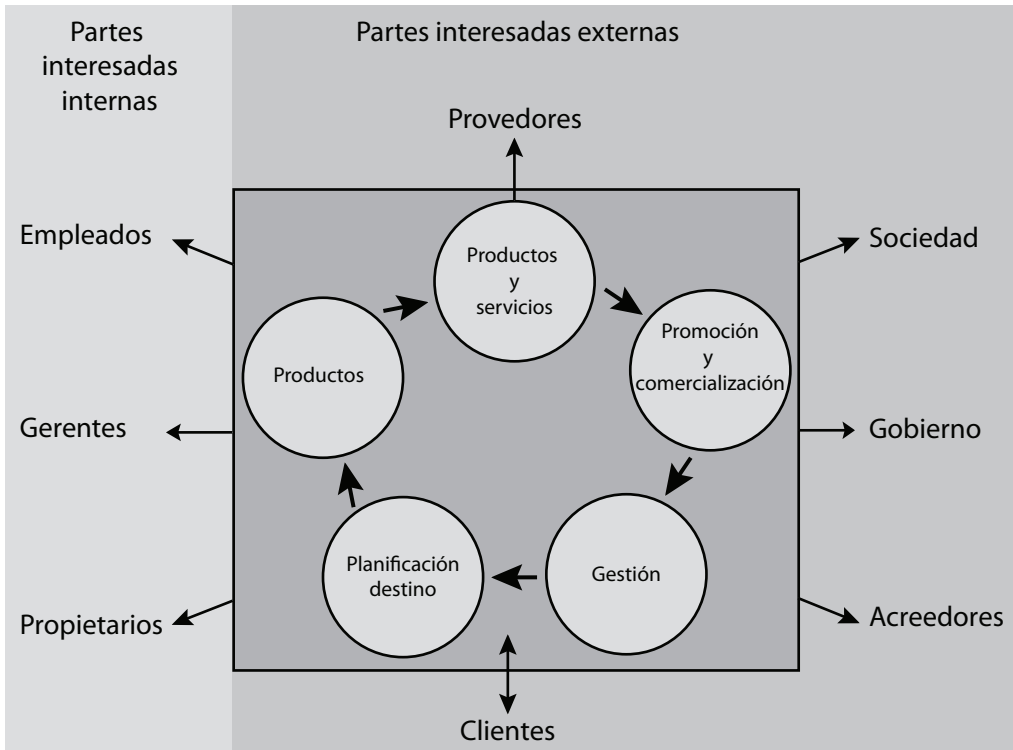 Partes
interesadas
internas
Partes interesadas externas
Provedores
Empleados
Sociedad
Productos
y
servicios
Promoción
y
comercialización
Productos
Gerentes
Gobierno
Planificación
destino
Gestión
Propietarios
Acreedores
Clientes